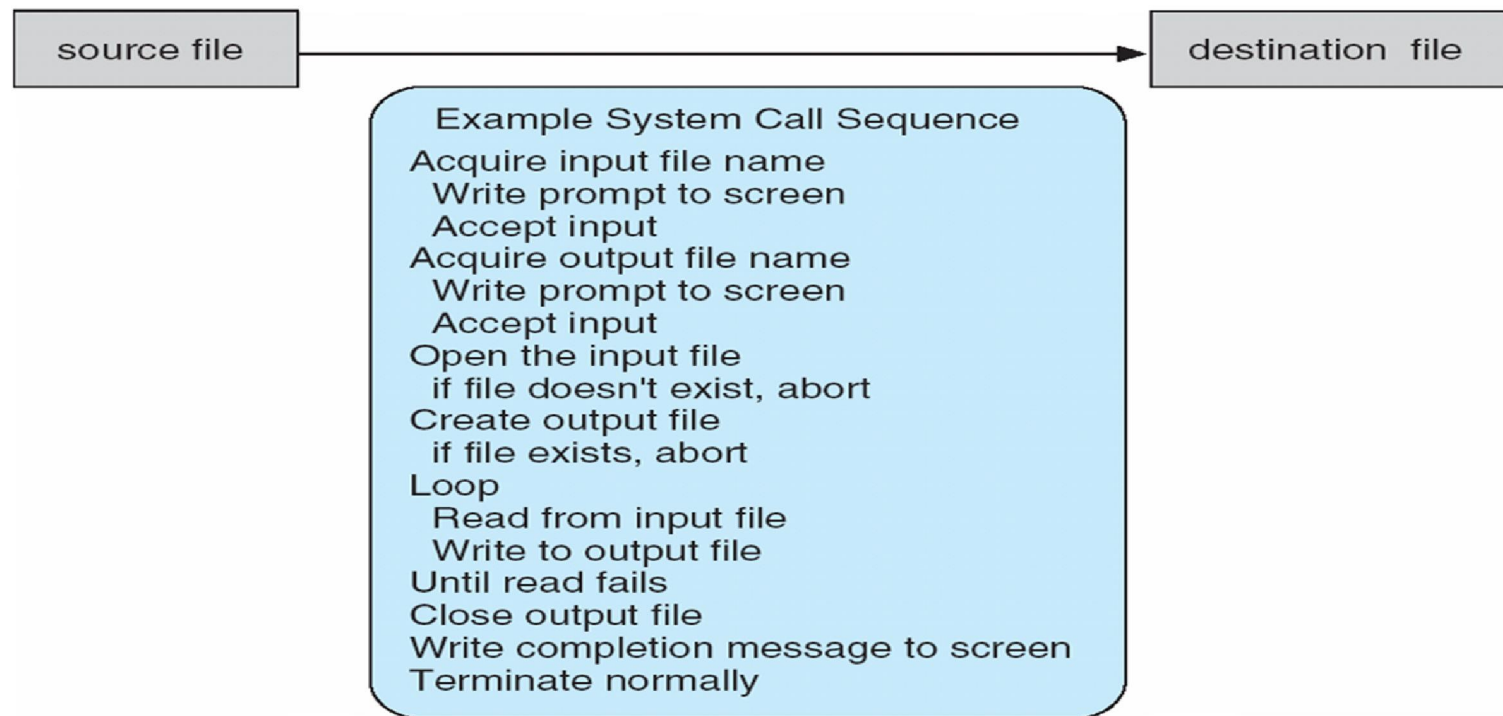 source file
destination file
Example System Call Sequence
Acquire input file name
Write prompt to screen
Accept input
Acquire output file name
Write prompt to screen
Accept input
Open the input file
if file doesn't exist, abort
Create output file
if file exists, abort
Loop
Read from input file
Write to output file
Until read fails
Close output file
Write completion message to screen
Terminate normally